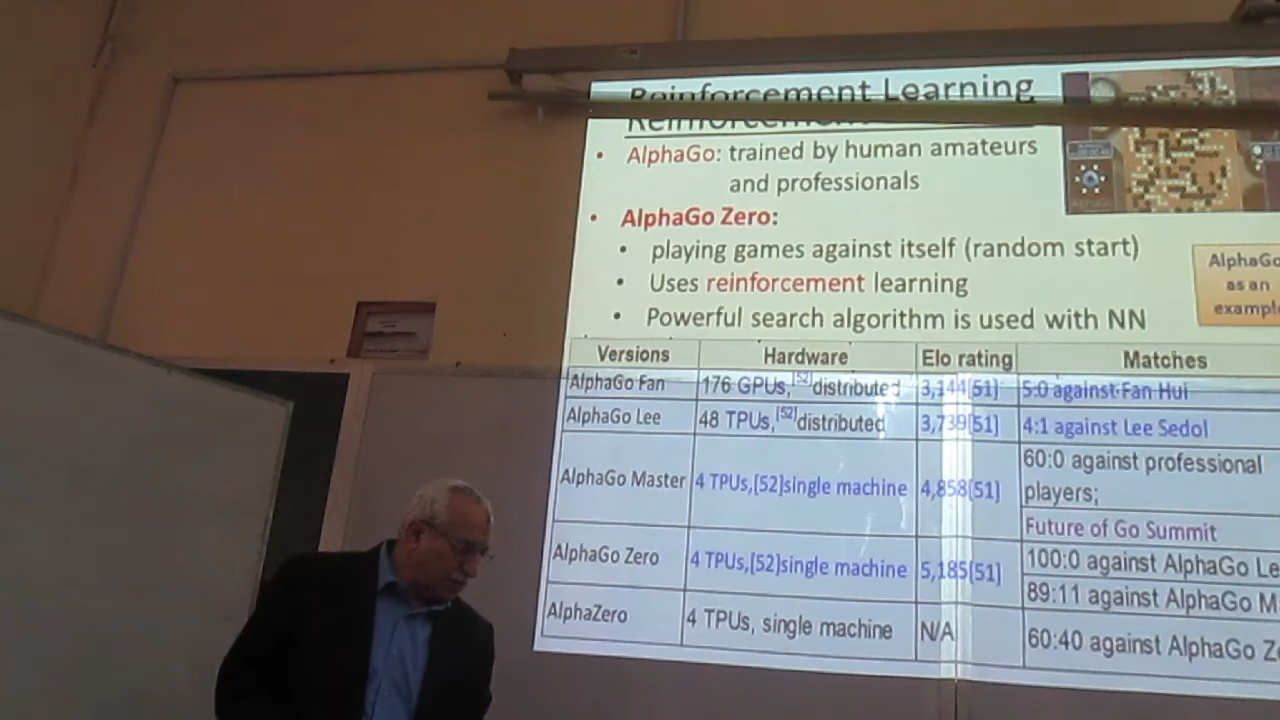 Reinforcement Learning
• AlphaGo: trained by human amateurs
and professionals
• AlphaGo Zero:
• playing games against itself (random start)
• Uses reinforcement learning
• Powerful search algorithm is used with NN
AlphaGo
as an
example
Versions Hardware Elo rating Matches
AlphaGo Fan 176 GPUs,[52]distributed 3,144[51] 5:0 against Fan Hui
AlphaGo Lee 48 TPUs,[52]distributed 3,739[51] 4:1 against Lee Sedol
AlphaGo Master 4 TPUs,[52]single machine 4,858[51] 60:0 against professional
players;
Future of Go Summit
AlphaGo Zero 4 TPUs,[52]single machine 5,185[51] 100:0 against AlphaGo Le
89:11 against AlphaGo M
AlphaZero 4 TPUs, single machine N/A 60:40 against AlphaGo Ze